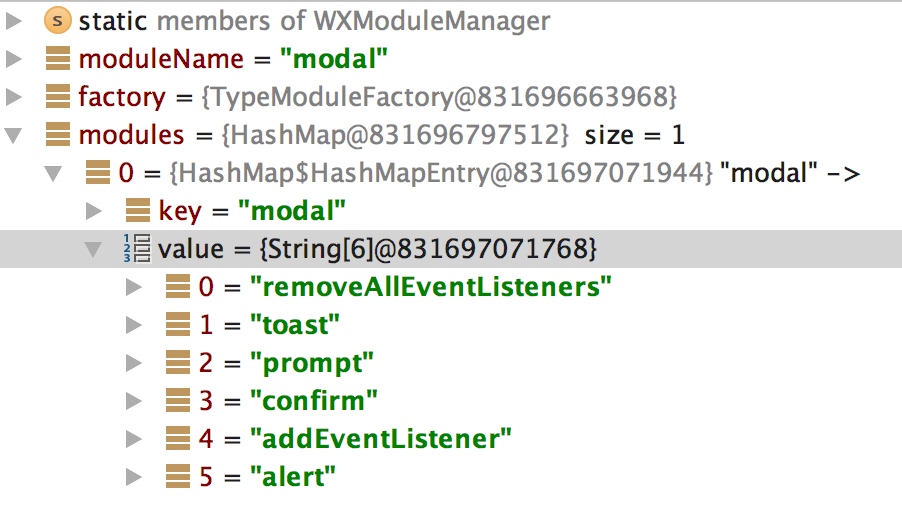 s static members of WXModuleManager
moduleName = "modal"
factory = {TypeModuleFactory@831696663968}
modules = {HashMap@831696797512} size = 1
0 = {HashMap$HashMapEntry@831697071944} "modal" ->
key = "modal"
value = {String[6]@831697071768}
0 = "removeAllEventListeners"
1 = "toast"
2 = "prompt"
3 = "confirm"
4 = "addEventListener"
5 = "alert"